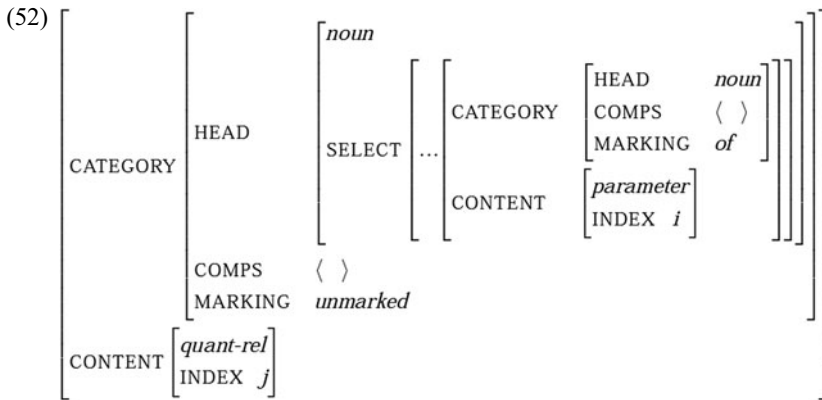 (52)
noun
HEAD noun
CATEGORY COMPS ⟨ ⟩
HEAD MARKING of
SELECT ...
CATEGORY parameter
CONTENT INDEX i
COMPS ⟨ ⟩
MARKING unmarked
quant-rel
CONTENT
INDEX j